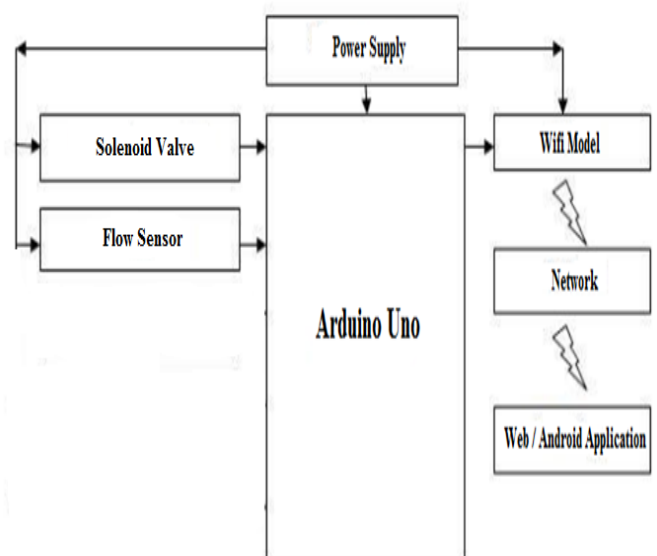 Power Supply
Solenoid Valve
Wifi Model
Flow Sensor
Network
Arduino Uno
Web / Android Application